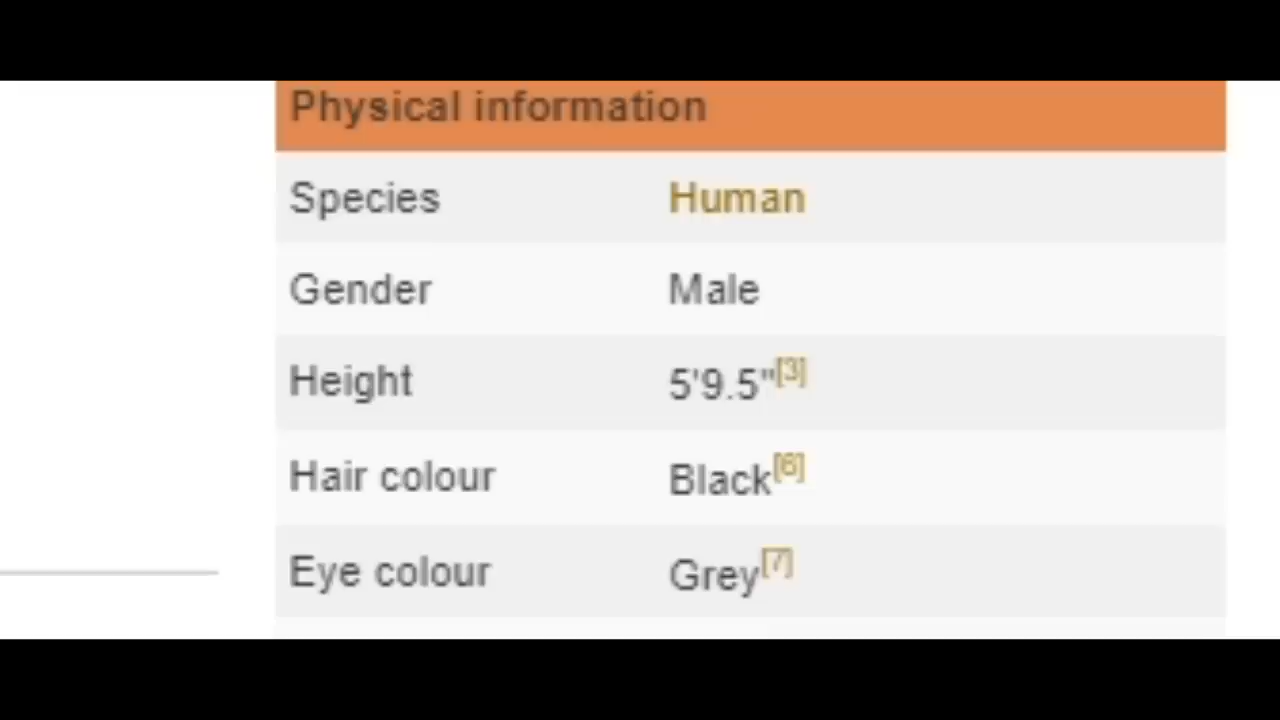 Physical information
Species Human
Gender Male
Height 5'9.5"[3]
Hair colour Black[6]
Eye colour Grey[7]